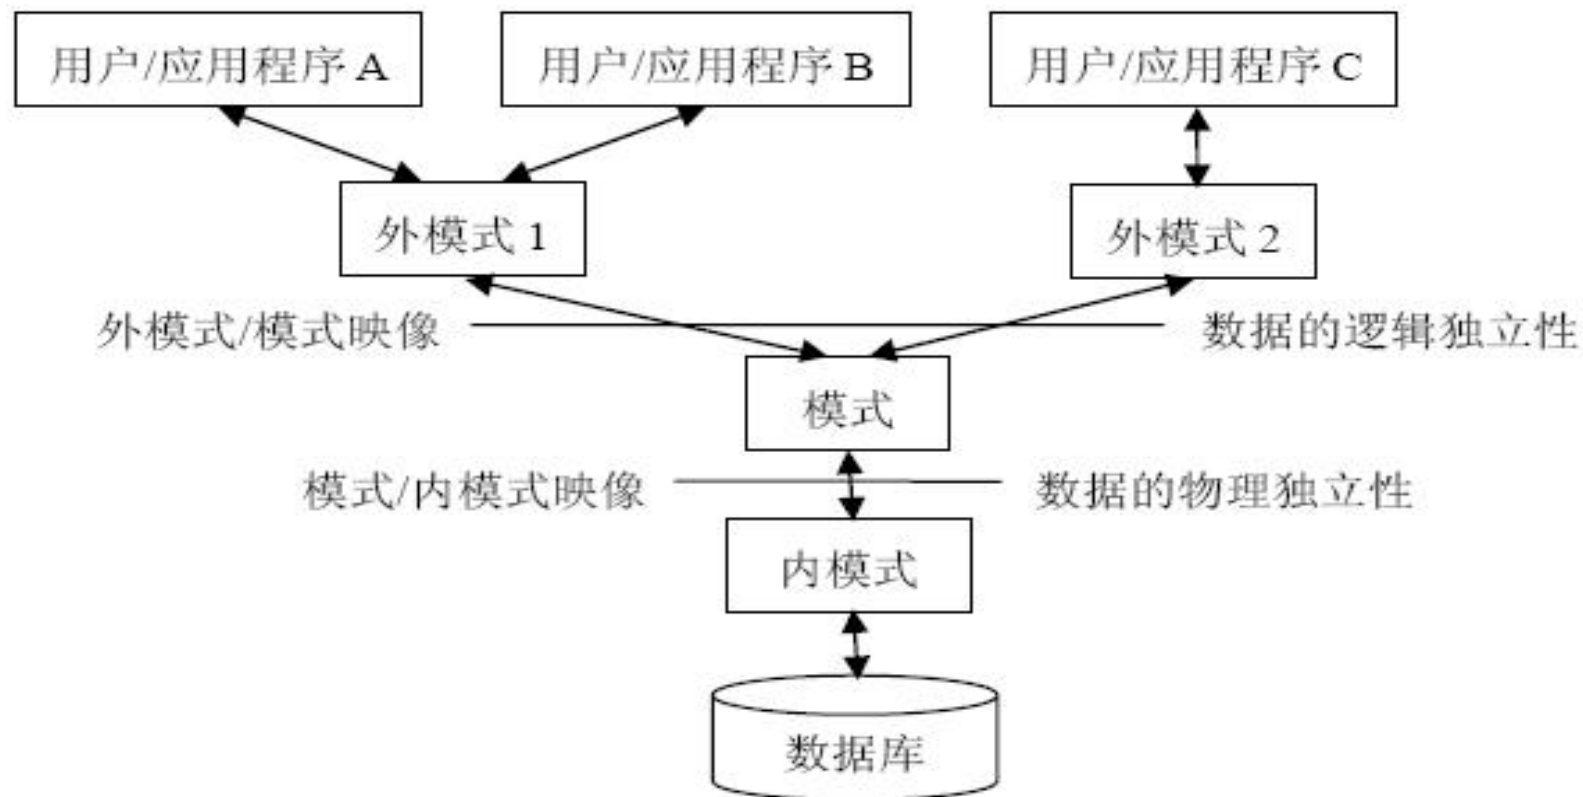 用户/应用程序 A
用户/应用程序 B
用户/应用程序 C
外模式 1
外模式 2
外模式/模式映像
数据的逻辑独立性
模式
模式/内模式映像
数据的物理独立性
内模式
数据库